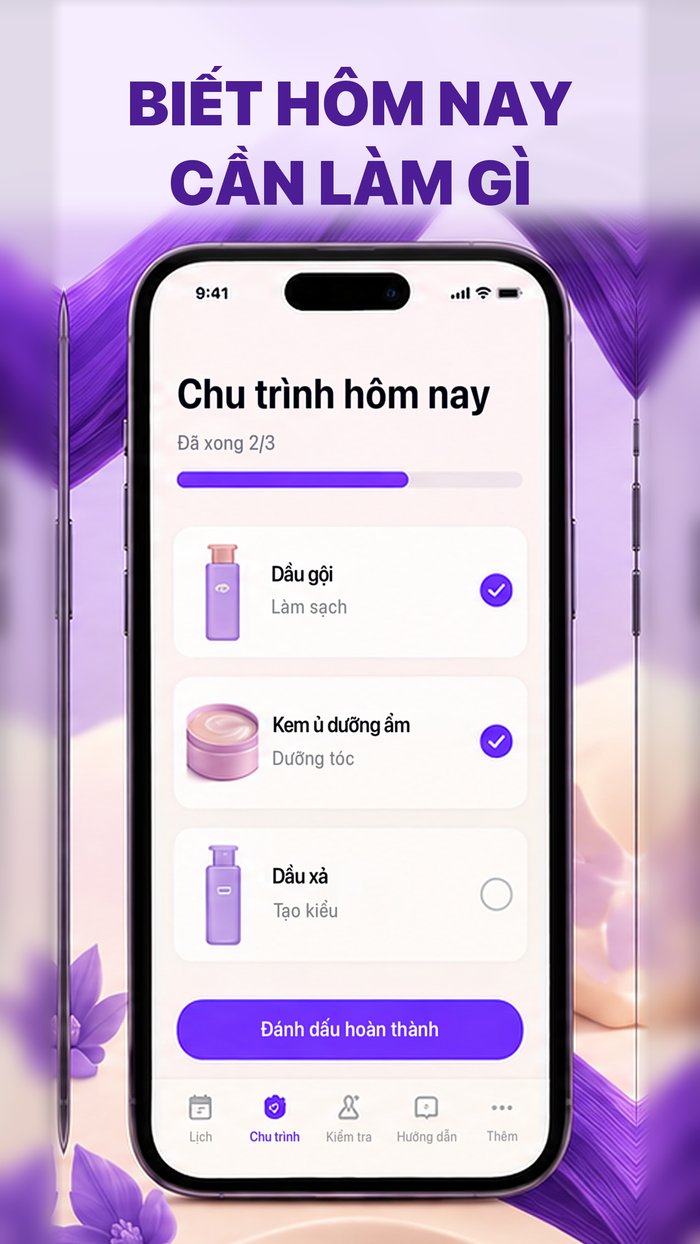 BIẾT HÔM NAY
CẦN LÀM GÌ
9:41
Chu trình hôm nay
Đã xong 2/3
Dầu gội
Làm sạch
Kem ủ dưỡng ẩm
Dưỡng tóc
Dầu xả
Tạo kiểu
Đánh dấu hoàn thành
Lịch
Chu trình
Kiểm tra
Hướng dẫn
Thêm